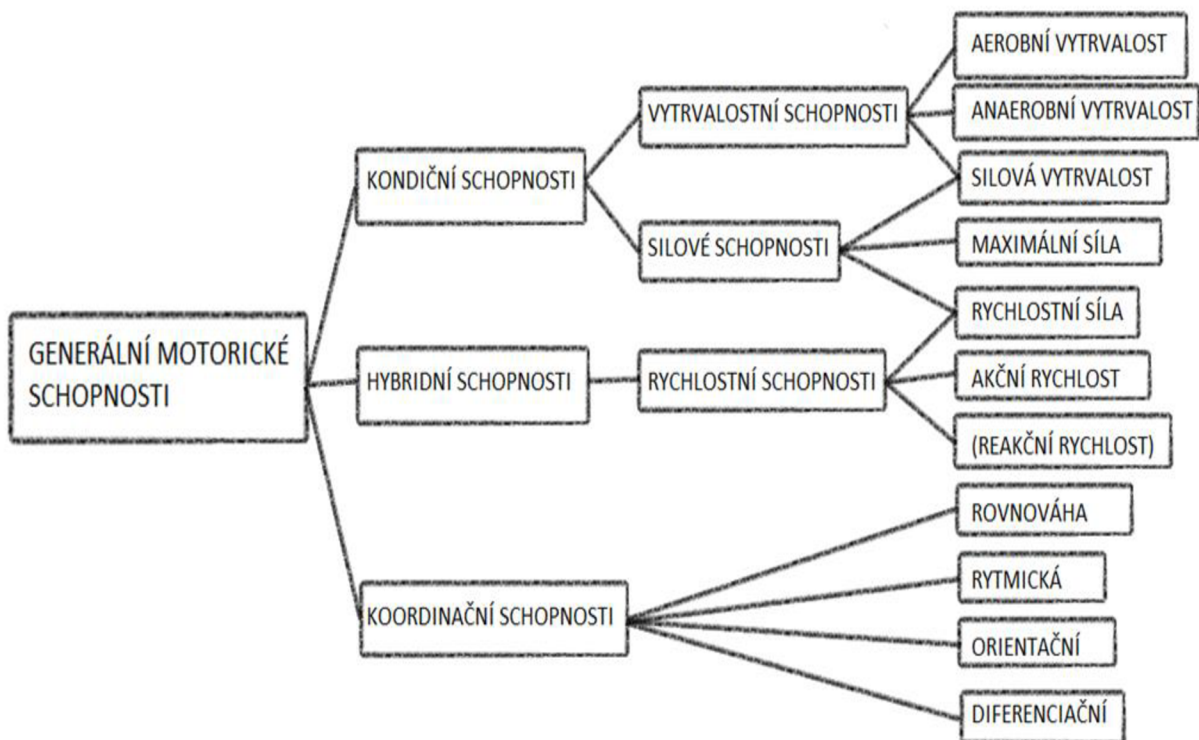 AEROBNÍ VYTRVALOST
VYTRVALOSTNÍ SCHOPNOSTI
ANAEROBNÍ VYTRVALOST
KONDIČNÍ SCHOPNOSTI
SILOVÁ VYTRVALOST
SILOVÉ SCHOPNOSTI
MAXIMÁLNÍ SÍLA
RYCHLOSTNÍ SÍLA
GENERÁLNÍ MOTORICKÉ
SCHOPNOSTI
HYBRIDNÍ SCHOPNOSTI
RYCHLOSTNÍ SCHOPNOSTI
AKČNÍ RYCHLOST
(REAKČNÍ RYCHLOST)
ROVNOVÁHA
RYTMICKÁ
KOORDINAČNÍ SCHOPNOSTI
ORIENTAČNÍ
DIFERENCIAČNÍ